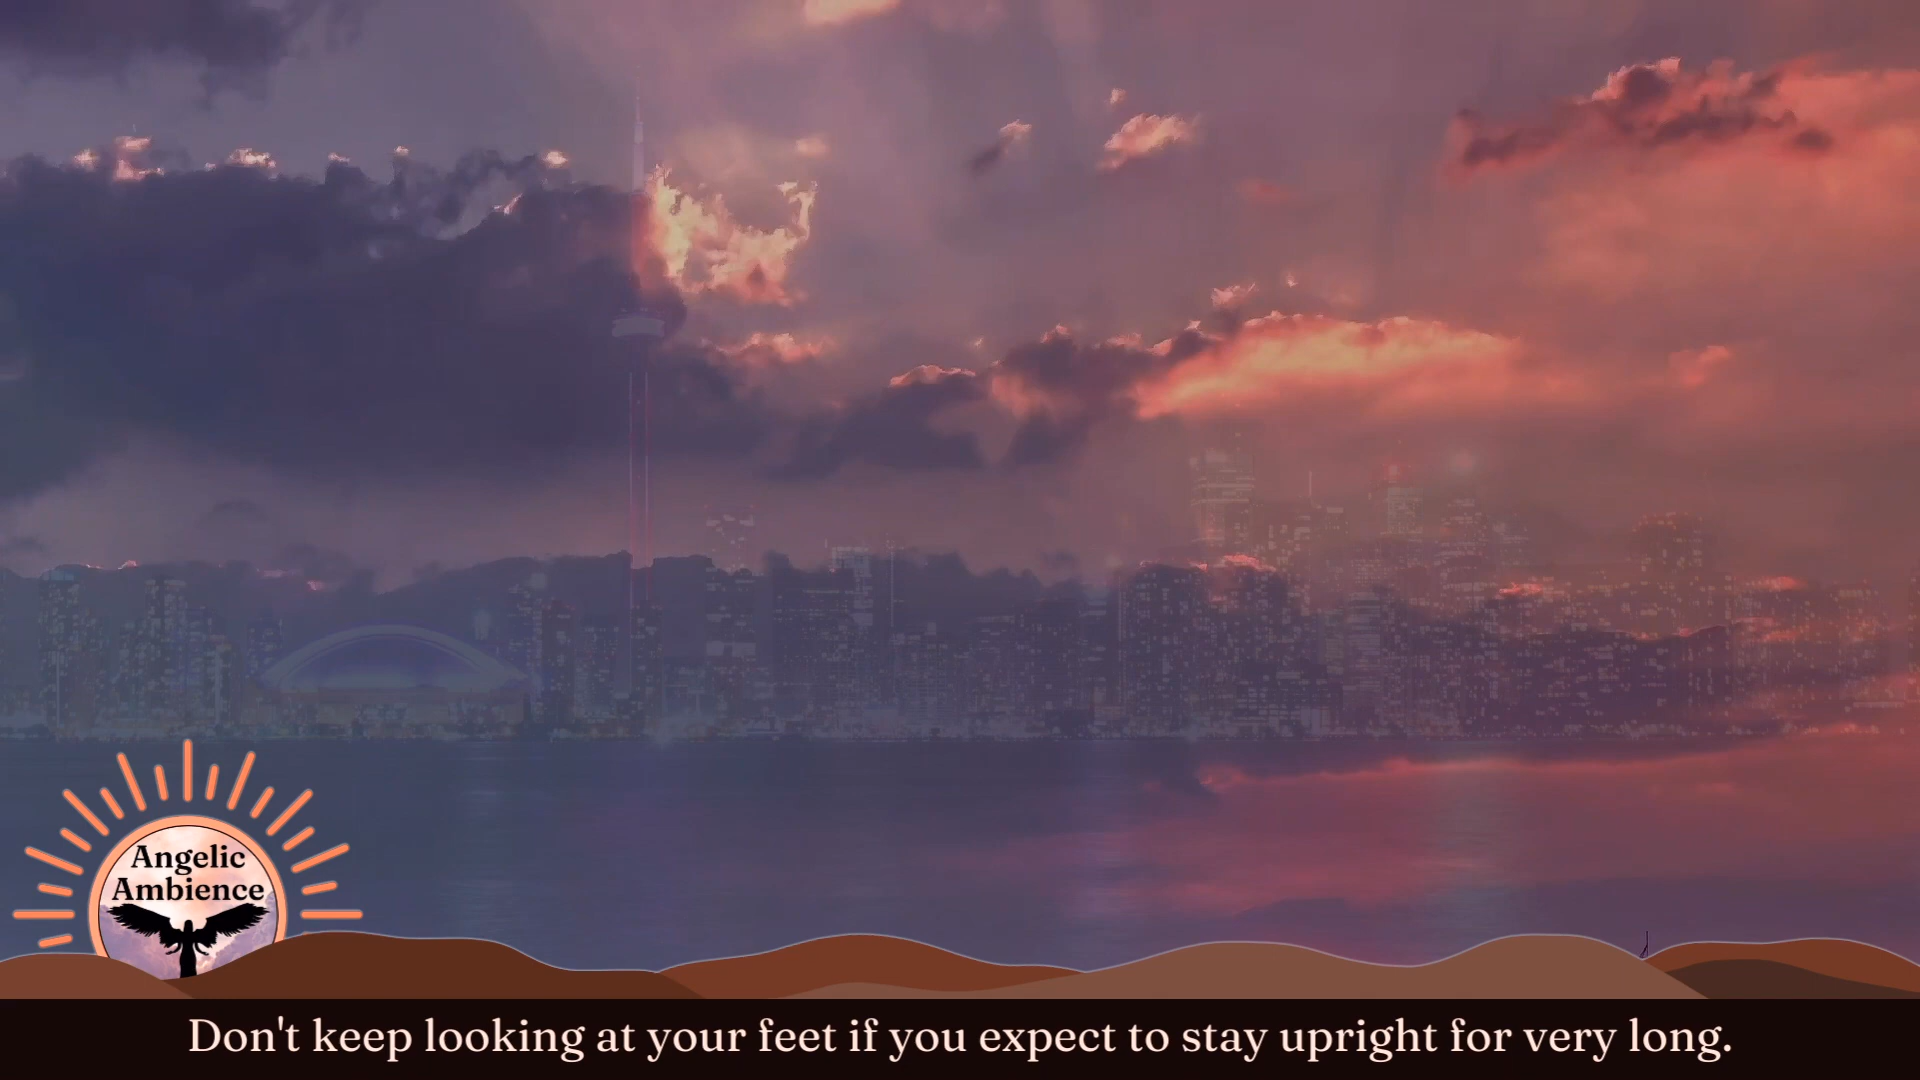 Angelic
Ambience
Don't keep looking at your feet if you expect to stay upright for very long.